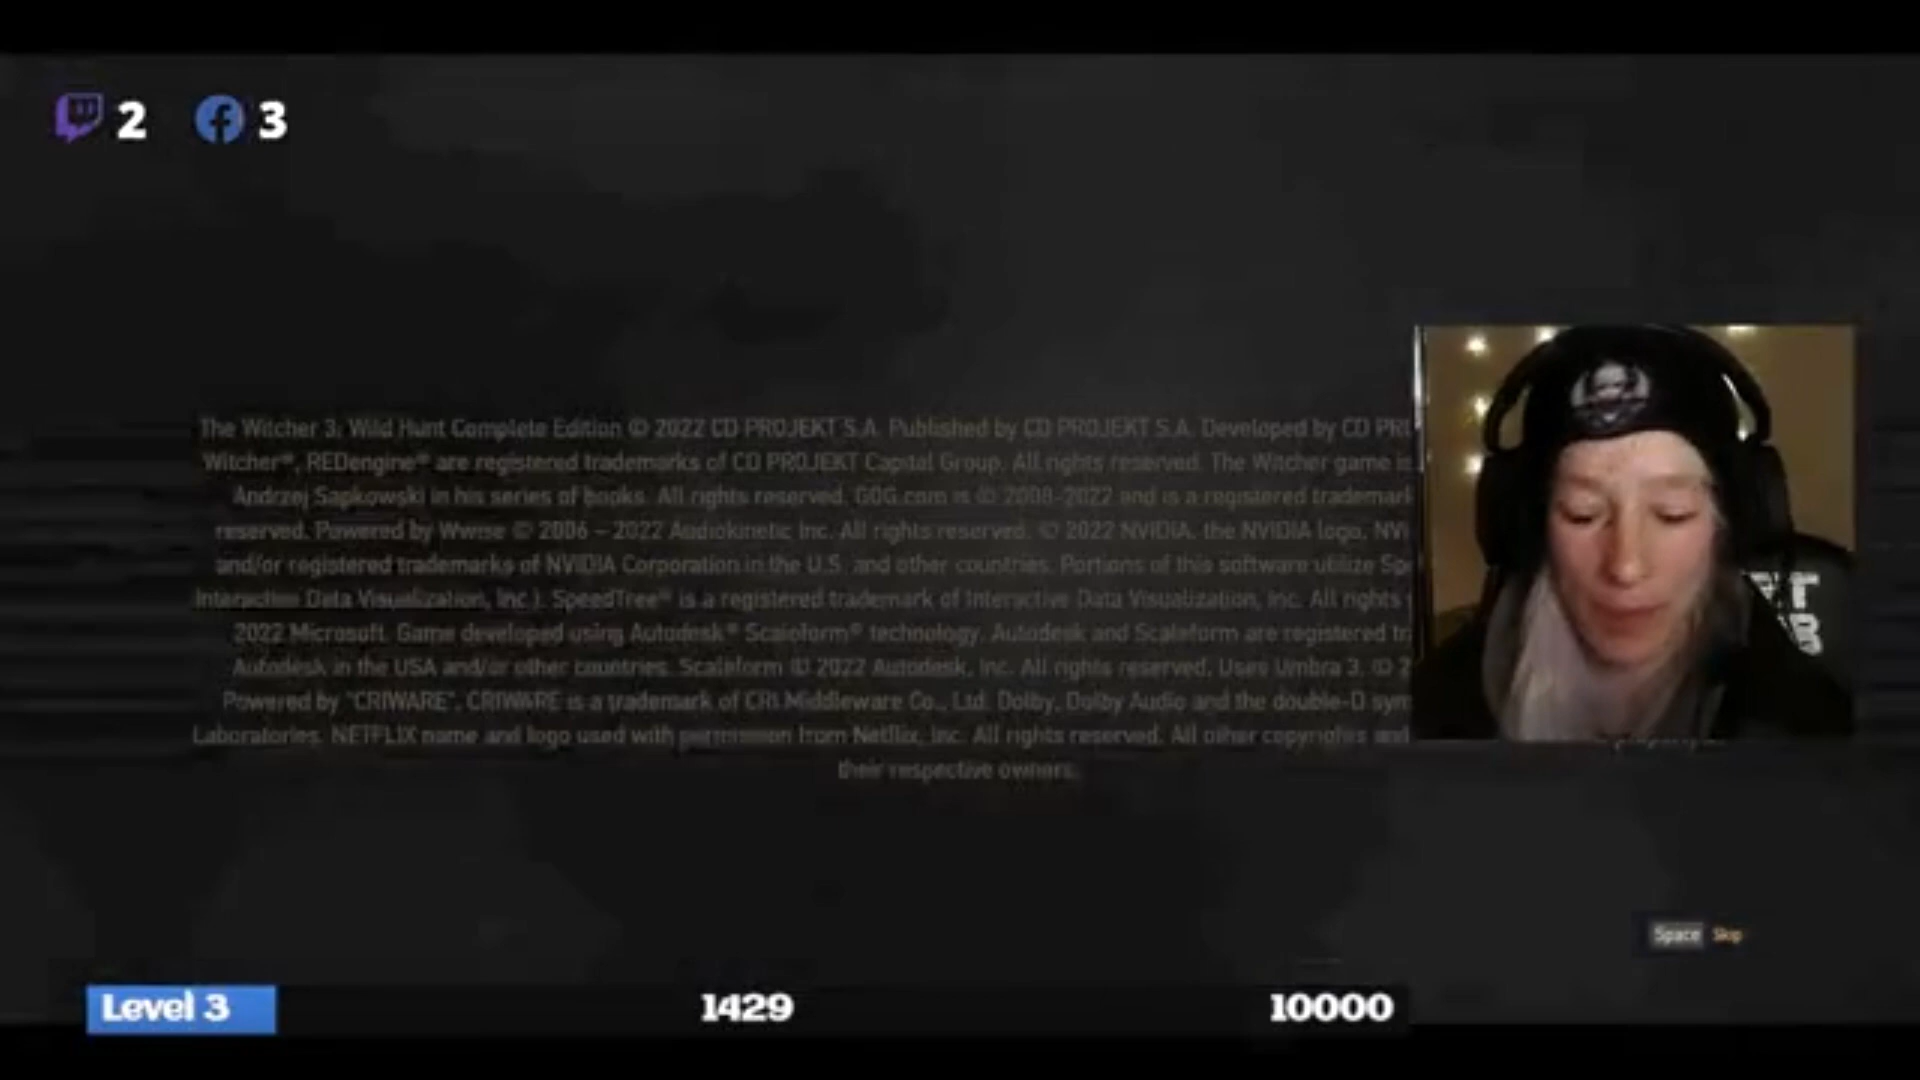 2 3
The Witcher 3: Wild Hunt Complete Edition © 2022 CD PROJEKT S.A. Published by CD PROJEKT S.A. Developed by CD PR
Witcher®, REDengine® are registered trademarks of CD PROJEKT Capital Group. All rights reserved. The Witcher game is
Andrzej Sapkowski in his series of books. All rights reserved. GOG.com is © 2008-2022 and is a registered trademark
reserved. Powered by Wwise © 2006 – 2022 Audiokinetic Inc. All rights reserved. © 2022 NVIDIA, the NVIDIA logo, NVI
and/or registered trademarks of NVIDIA Corporation in the U.S. and other countries. Portions of this software utilize Sp
Interactive Data Visualization, Inc.). SpeedTree® is a registered trademark of Interactive Data Visualization, Inc. All rights
2022 Microsoft. Game developed using Autodesk® Scaleform® technology, Autodesk and Scaleform are registered tr
Autodesk in the USA and/or other countries. Scaleform © 2022 Autodesk, Inc. All rights reserved. Uses Umbra 3. © 2
Powered by "CRIWARE". CRIWARE is a trademark of CRI Middleware Co., Ltd. Dolby, Dolby Audio and the double-D sym
Laboratories. NETFLIX name and logo used with permission from Netflix, Inc. All rights reserved. All other copyrights and
their respective owners.
Space Skip
Level 3 1429 10000